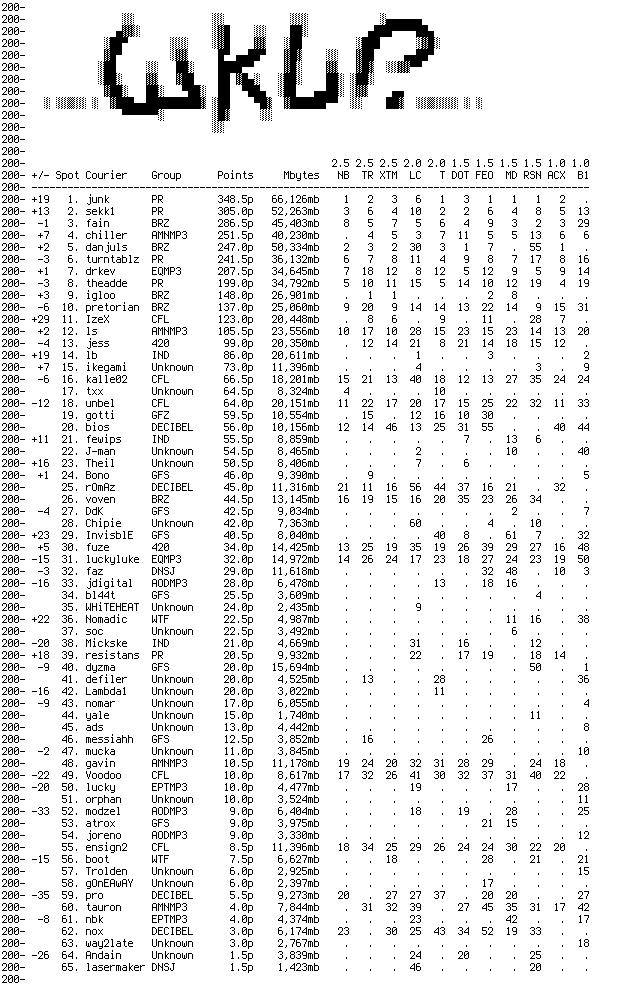 200-
200-
200-
200-
200-
200-
200-
200-
200-
200-
200-
200-
200-
200- 2.5 2.5 2.5 2.0 2.0 1.5 1.5 1.5 1.5 1.0 1.0
200- +/- Spot Courier Group Points Mbytes NB TR XTM LC T DOT FEO MD RSN ACX B1
200- 
200- +19 1. junk PR 348.5p 66,126mb 1 2 3 6 1 3 1 1 1 2 .
200- +13 2. sekk1 PR 305.0p 52,263mb 3 6 4 10 2 2 6 4 8 5 13
200- -1 3. fain BRZ 286.5p 45,403mb 8 5 7 5 6 4 9 3 2 3 29
200- +7 4. chiller AMNMP3 251.5p 40,230mb . 4 5 3 7 11 5 5 13 6 6
200- +2 5. danjuls BRZ 247.0p 50,334mb 2 3 2 30 3 1 7 . 55 1 .
200- -3 6. turntablz PR 241.5p 36,132mb 6 7 8 11 4 9 8 7 17 8 16
200- +1 7. drkev EQMP3 207.5p 34,645mb 7 18 12 8 12 5 12 9 5 9 14
200- -3 8. theadde PR 199.0p 34,792mb 5 10 11 15 5 14 10 12 19 4 19
200- +3 9. igloo BRZ 148.0p 26,901mb . 1 1 . . . . 2 8 . .
200- -6 10. pretorian BRZ 137.0p 25,060mb 9 20 9 14 14 13 22 14 9 15 31
200- +29 11. IzeX CFL 123.0p 20,448mb . 8 6 . 9 . 11 . 28 7 .
200- +2 12. ls AMNMP3 105.5p 23,556mb 10 17 10 28 15 23 15 23 14 13 20
200- -4 13. jess 420 99.0p 20,350mb . 12 14 21 8 21 14 18 15 12 .
200- +19 14. lb IND 86.0p 20,611mb . . . 1 . . 3 . . . 2
200- +7 15. ikegami Unknown 73.0p 11,396mb . . . 4 . . . . 3 . 9
200- -6 16. kalle02 CFL 66.5p 18,201mb 15 21 13 40 18 12 13 27 35 24 24
200- 17. txx Unknown 64.5p 8,324mb 4 . . . 10 . . . . . .
200- -12 18. unbel CFL 64.0p 20,151mb 11 22 17 20 17 15 25 22 32 11 33
200- 19. gotti GFZ 59.5p 10,554mb . 15 . 12 16 10 30 . . . .
200- 20. bios DECIBEL 56.0p 10,156mb 12 14 46 13 25 31 55 . . 40 44
200- +11 21. fewips IND 55.5p 8,859mb . . . . . 7 . 13 6 . .
200- 22. J-man Unknown 54.5p 8,465mb . . . 2 . . . 10 . . 40
200- +16 23. Theil Unknown 50.5p 8,406mb . . . 7 . 6 . . . . .
200- +1 24. Bono GFS 46.0p 9,390mb . 9 . . . . . . . . 5
200- 25. rOmAz DECIBEL 45.0p 11,316mb 21 11 16 56 44 37 16 21 . 32 .
200- 26. voven BRZ 44.5p 13,145mb 16 19 15 16 20 35 23 26 34 . .
200- -4 27. DdK GFS 42.5p 9,034mb . . . . . . . 2 . . 7
200- 28. Chipie Unknown 42.0p 7,363mb . . . 60 . . 4 . 10 . .
200- +23 29. InvisblE GFS 40.5p 8,040mb . . . . 40 8 . 61 7 . 32
200- +5 30. fuze 420 34.0p 14,425mb 13 25 19 35 19 26 39 29 27 16 48
200- -15 31. luckyluke EQMP3 32.0p 14,972mb 14 26 24 17 23 18 27 24 23 19 50
200- -3 32. faz DNSJ 29.0p 11,618mb . . . . . . 32 48 . 10 3
200- -16 33. jdigital AODMP3 28.0p 6,478mb . . . . 13 . 18 16 . . .
200- 34. bl44t GFS 25.5p 3,609mb . . . . . . . . 4 . .
200- 35. WHiTEHEAT Unknown 24.0p 2,435mb . . . 9 . . . . . . .
200- +22 36. Nomadic WTF 22.5p 4,987mb . . . . . . . 11 16 . 38
200- 37. soc Unknown 22.5p 3,492mb . . . . . . . 6 . . .
200- -20 38. Mickske IND 21.0p 4,669mb . . . 31 . 16 . . 12 . .
200- +18 39. resistans PR 20.5p 9,932mb . . . 22 . 17 19 . 18 14 .
200- -9 40. dyzma GFS 20.0p 15,694mb . . . . . . . . 50 . 1
200- 41. defiler Unknown 20.0p 4,525mb . 13 . . 28 . . . . . 36
200- -16 42. Lambda1 Unknown 20.0p 3,022mb . . . . 11 . . . . . .
200- -9 43. nomar Unknown 17.0p 6,055mb . . . . . . . . . . 4
200- 44. yale Unknown 15.0p 1,740mb . . . . . . . . 11 . .
200- 45. ads Unknown 13.0p 4,442mb . . . . . . . . . . 8
200- 46. messiahh GFS 12.5p 3,852mb . 16 . . . . 26 . . . .
200- -2 47. mucka Unknown 11.0p 3,845mb . . . . . . . . . . 10
200- 48. gavin AMNMP3 10.5p 11,178mb 19 24 20 32 31 28 29 . 24 18 .
200- -22 49. Voodoo CFL 10.0p 8,617mb 17 32 26 41 30 32 37 31 40 22 .
200- -20 50. lucky EPTMP3 10.0p 4,477mb . . . 19 . . . 17 . . 28
200- 51. orphan Unknown 10.0p 3,524mb . . . . . . . . . . 11
200- -33 52. modzel AODMP3 9.0p 6,404mb . . . 18 . 19 . 28 . . 25
200- 53. atrox GFS 9.0p 3,975mb . . . . . . 21 15 . . .
200- 54. joreno AODMP3 9.0p 3,330mb . . . . . . . . . . 12
200- 55. ensign2 CFL 8.5p 11,396mb 18 34 25 29 26 24 24 30 22 20 .
200- -15 56. boot WTF 7.5p 6,627mb . . 18 . . . 28 . 21 . 21
200- 57. Trolden Unknown 6.0p 2,925mb . . . . . . . . . . 15
200- 58. gOnEAwAY Unknown 6.0p 2,397mb . . . . . . 17 . . . .
200- -35 59. pro DECIBEL 5.5p 9,273mb 20 . 27 27 37 . 20 20 . . 27
200- 60. tauron AMNMP3 4.0p 7,844mb . 31 32 39 . 27 45 35 31 17 42
200- -8 61. nbk EPTMP3 4.0p 4,374mb . . . 23 . . . 42 . . 17
200- 62. nox DECIBEL 3.0p 6,174mb 23 . 30 25 43 34 52 19 33 . .
200- 63. way2late Unknown 3.0p 2,767mb . . . . . . . . . . 18
200- -26 64. Andain Unknown 1.5p 3,839mb . . . 24 . 20 . . 25 . .
200- 65. lasermaker DNSJ 1.5p 1,423mb . . . 46 . . . . 20 . .
200-